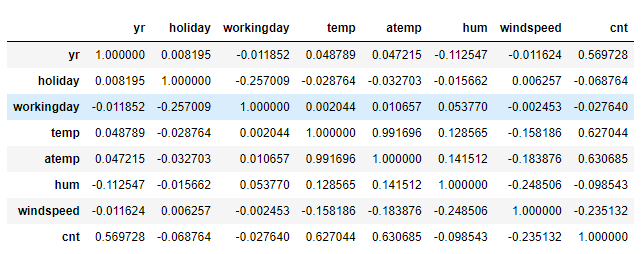 yr holiday workingday temp atemp hum windspeed cnt
yr 1.000000 0.008195 -0.011852 0.048789 0.047215 -0.112547 -0.011624 0.569728
holiday 0.008195 1.000000 -0.257009 -0.028764 -0.032703 -0.015662 0.006257 -0.068764
workingday -0.011852 -0.257009 1.000000 0.002044 0.010657 0.053770 -0.002453 -0.027640
temp 0.048789 -0.028764 0.002044 1.000000 0.991696 0.128565 -0.158186 0.627044
atemp 0.047215 -0.032703 0.010657 0.991696 1.000000 0.141512 -0.183876 0.630685
hum -0.112547 -0.015662 0.053770 0.128565 0.141512 1.000000 -0.248506 -0.098543
windspeed -0.011624 0.006257 -0.002453 -0.158186 -0.183876 -0.248506 1.000000 -0.235132
cnt 0.569728 -0.068764 -0.027640 0.627044 0.630685 -0.098543 -0.235132 1.000000